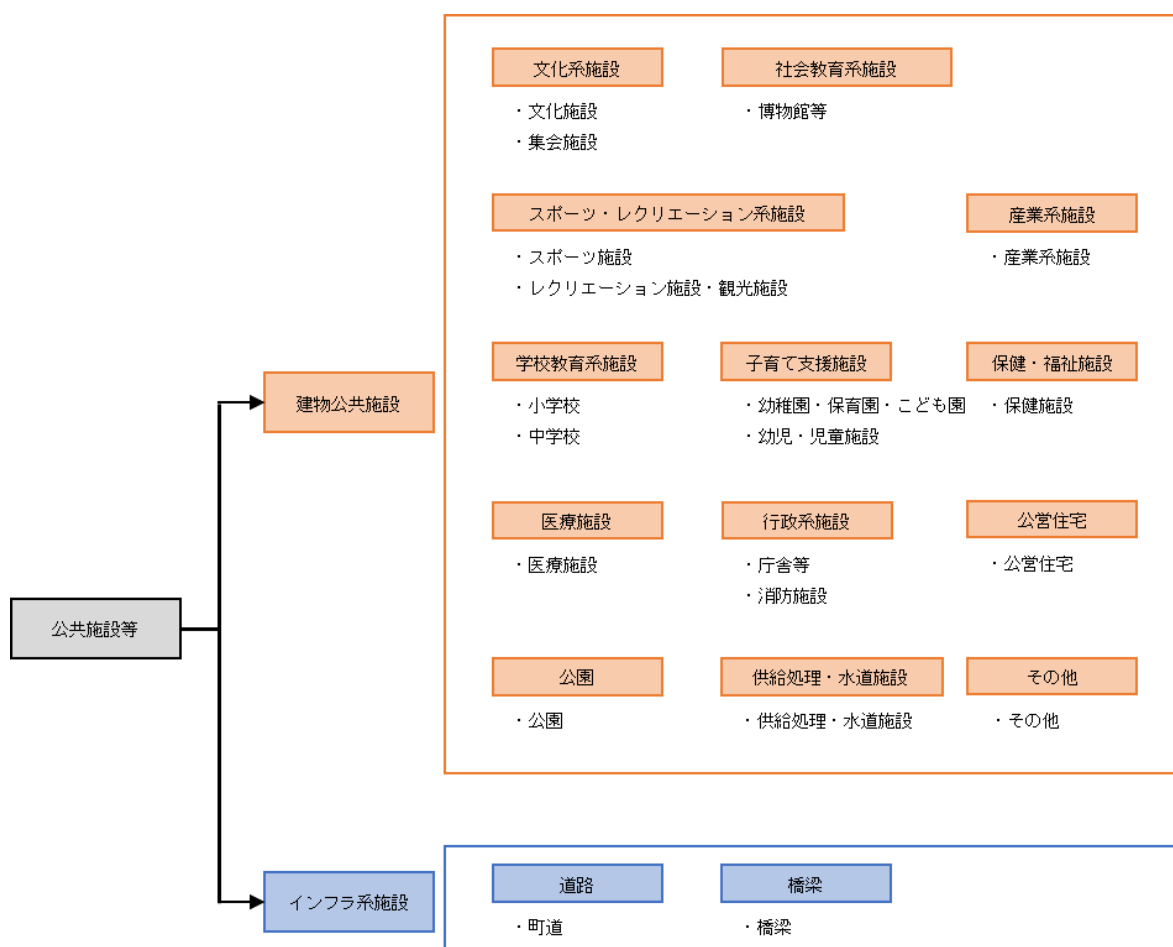 公共施設等
建物公共施設
文化系施設
・文化施設
・集会施設
社会教育系施設
・博物館等
スポーツ・レクリエーション系施設
・スポーツ施設
・レクリエーション施設・観光施設
産業系施設
・産業系施設
学校教育系施設
・小学校
・中学校
子育て支援施設
・幼稚園・保育園・こども園
・幼児・児童施設
保健・福祉施設
・保健施設
医療施設
・医療施設
行政系施設
・庁舎等
・消防施設
公営住宅
・公営住宅
公園
・公園
供給処理・水道施設
・供給処理・水道施設
その他
・その他
インフラ系施設
道路
・町道
橋梁
・橋梁